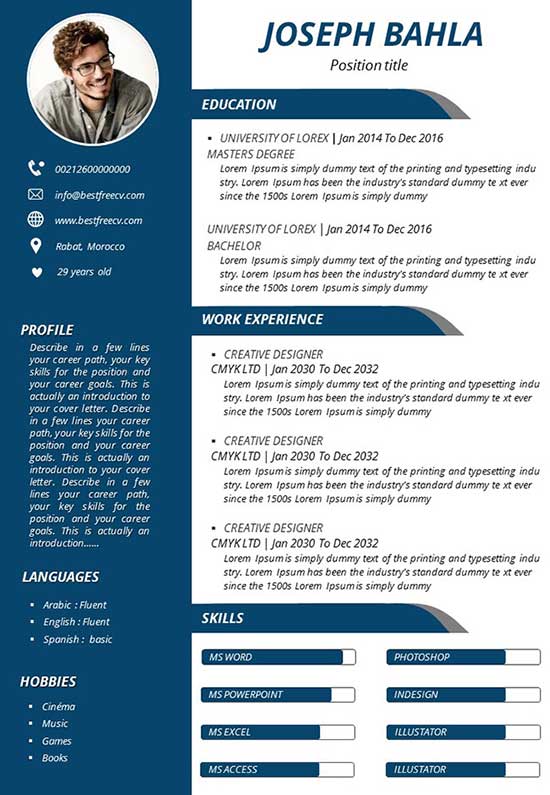 JOSEPH BAHLA
Position title
00212600000000
info@bestfreecv.com
www.bestfreecv.com
Rabat, Morocco
29 years old
PROFILE
Describe in a few lines
your career path, your key
skills for the position and
your career goals. This is
actually an introduction to
your cover letter. Describe
in a few lines your career
path, your key skills for the
position and your career
goals. This is actually an
introduction to your cover
letter. Describe in a few
lines your career path,
your key skills for the
position and your career
goals. This is actually an
introduction......
LANGUAGES
▪ Arabic : Fluent
▪ English : Fluent
▪ Spanish : basic
HOBBIES
▪ Cinéma
▪ Music
▪ Games
▪ Books
EDUCATION
▪ UNIVERSITY OF LOREX | Jan 2014 To Dec 2016
MASTERS DEGREE
Lorem Ipsum is simply dummy text of the printing and typesetting indu
stry. Lorem Ipsum has been the industry's standard dummy te xt ever
since the 1500s Lorem Ipsum is simply dummy
UNIVERSITY OF LOREX | Jan 2014 To Dec 2016
BACHELOR
Lorem Ipsum is simply dummy text of the printing and typesetting indu
stry. Lorem Ipsum has been the industry's standard dummy te xt ever
since the 1500s Lorem Ipsum is simply dummy
WORK EXPERIENCE
▪ CREATIVE DESIGNER
CMYK LTD | Jan 2030 To Dec 2032
Lorem Ipsum is simply dummy text of the printing and typesetting indu
stry. Lorem Ipsum has been the industry's standard dummy te xt ever
since the 1500s Lorem Ipsum is simply dummy
▪ CREATIVE DESIGNER
CMYK LTD | Jan 2030 To Dec 2032
Lorem Ipsum is simply dummy text of the printing and typesetting indu
stry. Lorem Ipsum has been the industry's standard dummy te xt ever
since the 1500s Lorem Ipsum is simply dummy
▪ CREATIVE DESIGNER
CMYK LTD | Jan 2030 To Dec 2032
Lorem Ipsum is simply dummy text of the printing and typesetting indu
stry. Lorem Ipsum has been the industry's standard dummy te xt ever
since the 1500s Lorem Ipsum is simply dummy
SKILLS
MS WORD
PHOTOSHOP
MS POWERPOINT
INDESIGN
MS EXCEL
ILLUSTATOR
MS ACCESS
ILLUSTATOR